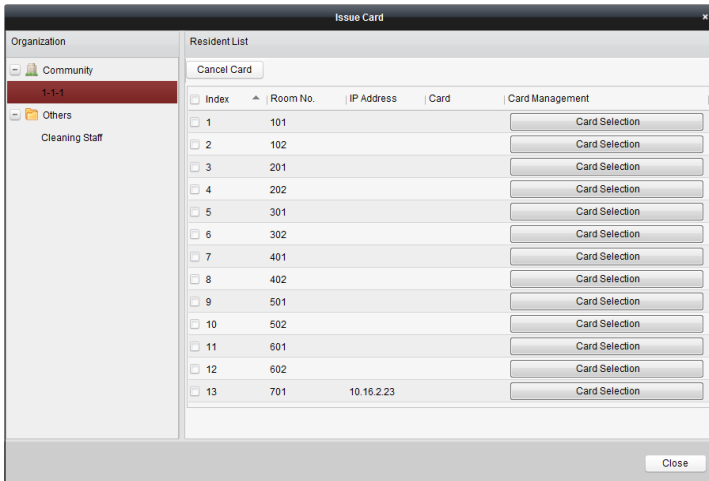 Issue Card
×
Organization
Resident List
Community
1-1-1
Others
Cleaning Staff
Cancel Card
Index Room No. IP Address Card Card Management
1 101 Card Selection
2 102 Card Selection
3 201 Card Selection
4 202 Card Selection
5 301 Card Selection
6 302 Card Selection
7 401 Card Selection
8 402 Card Selection
9 501 Card Selection
10 502 Card Selection
11 601 Card Selection
12 602 Card Selection
13 701 10.16.2.23 Card Selection
Close